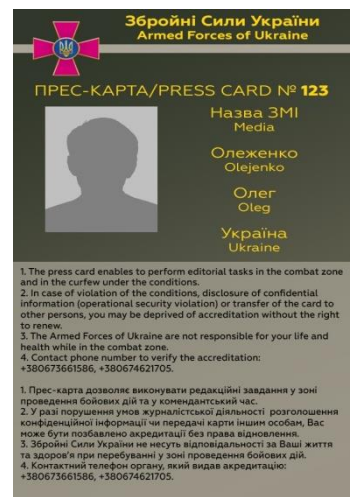 Збройні Сили України
Armed Forces of Ukraine
ПРЕС-КАРТА/PRESS CARD № 123
Назва ЗМІ
Media
Олеженко
Olejenko
Олег
Oleg
Україна
Ukraine
1. The press card enables to perform editorial tasks in the combat zone
and in the curfew under the conditions.
2. In case of violation of the conditions, disclosure of confidential
information (operational security violation) or transfer of the card to
other persons, you may be deprived of accreditation without the right
to renew.
3. The Armed Forces of Ukraine are not responsible for your life and
health while in the combat zone.
4. Contact phone number to verify the accreditation:
+380673661586, +380674621705.
1. Прес-карта дозволяє виконувати редакційні завдання у зоні
проведення бойових дій та у комендантський час.
2. У разі порушення умов журналістської діяльності розголошення
конфіденційної інформації чи передачі карти іншим особам, Вас
може бути позбавлено акредитації без права відновлення.
3. Збройні Сили України не несуть відповідальності за Ваші життя
та здоров'я при перебуванні у зоні проведення бойових дій.
4. Контактний телефон органу, який видав акредитацію:
+380673661586, +380674621705.